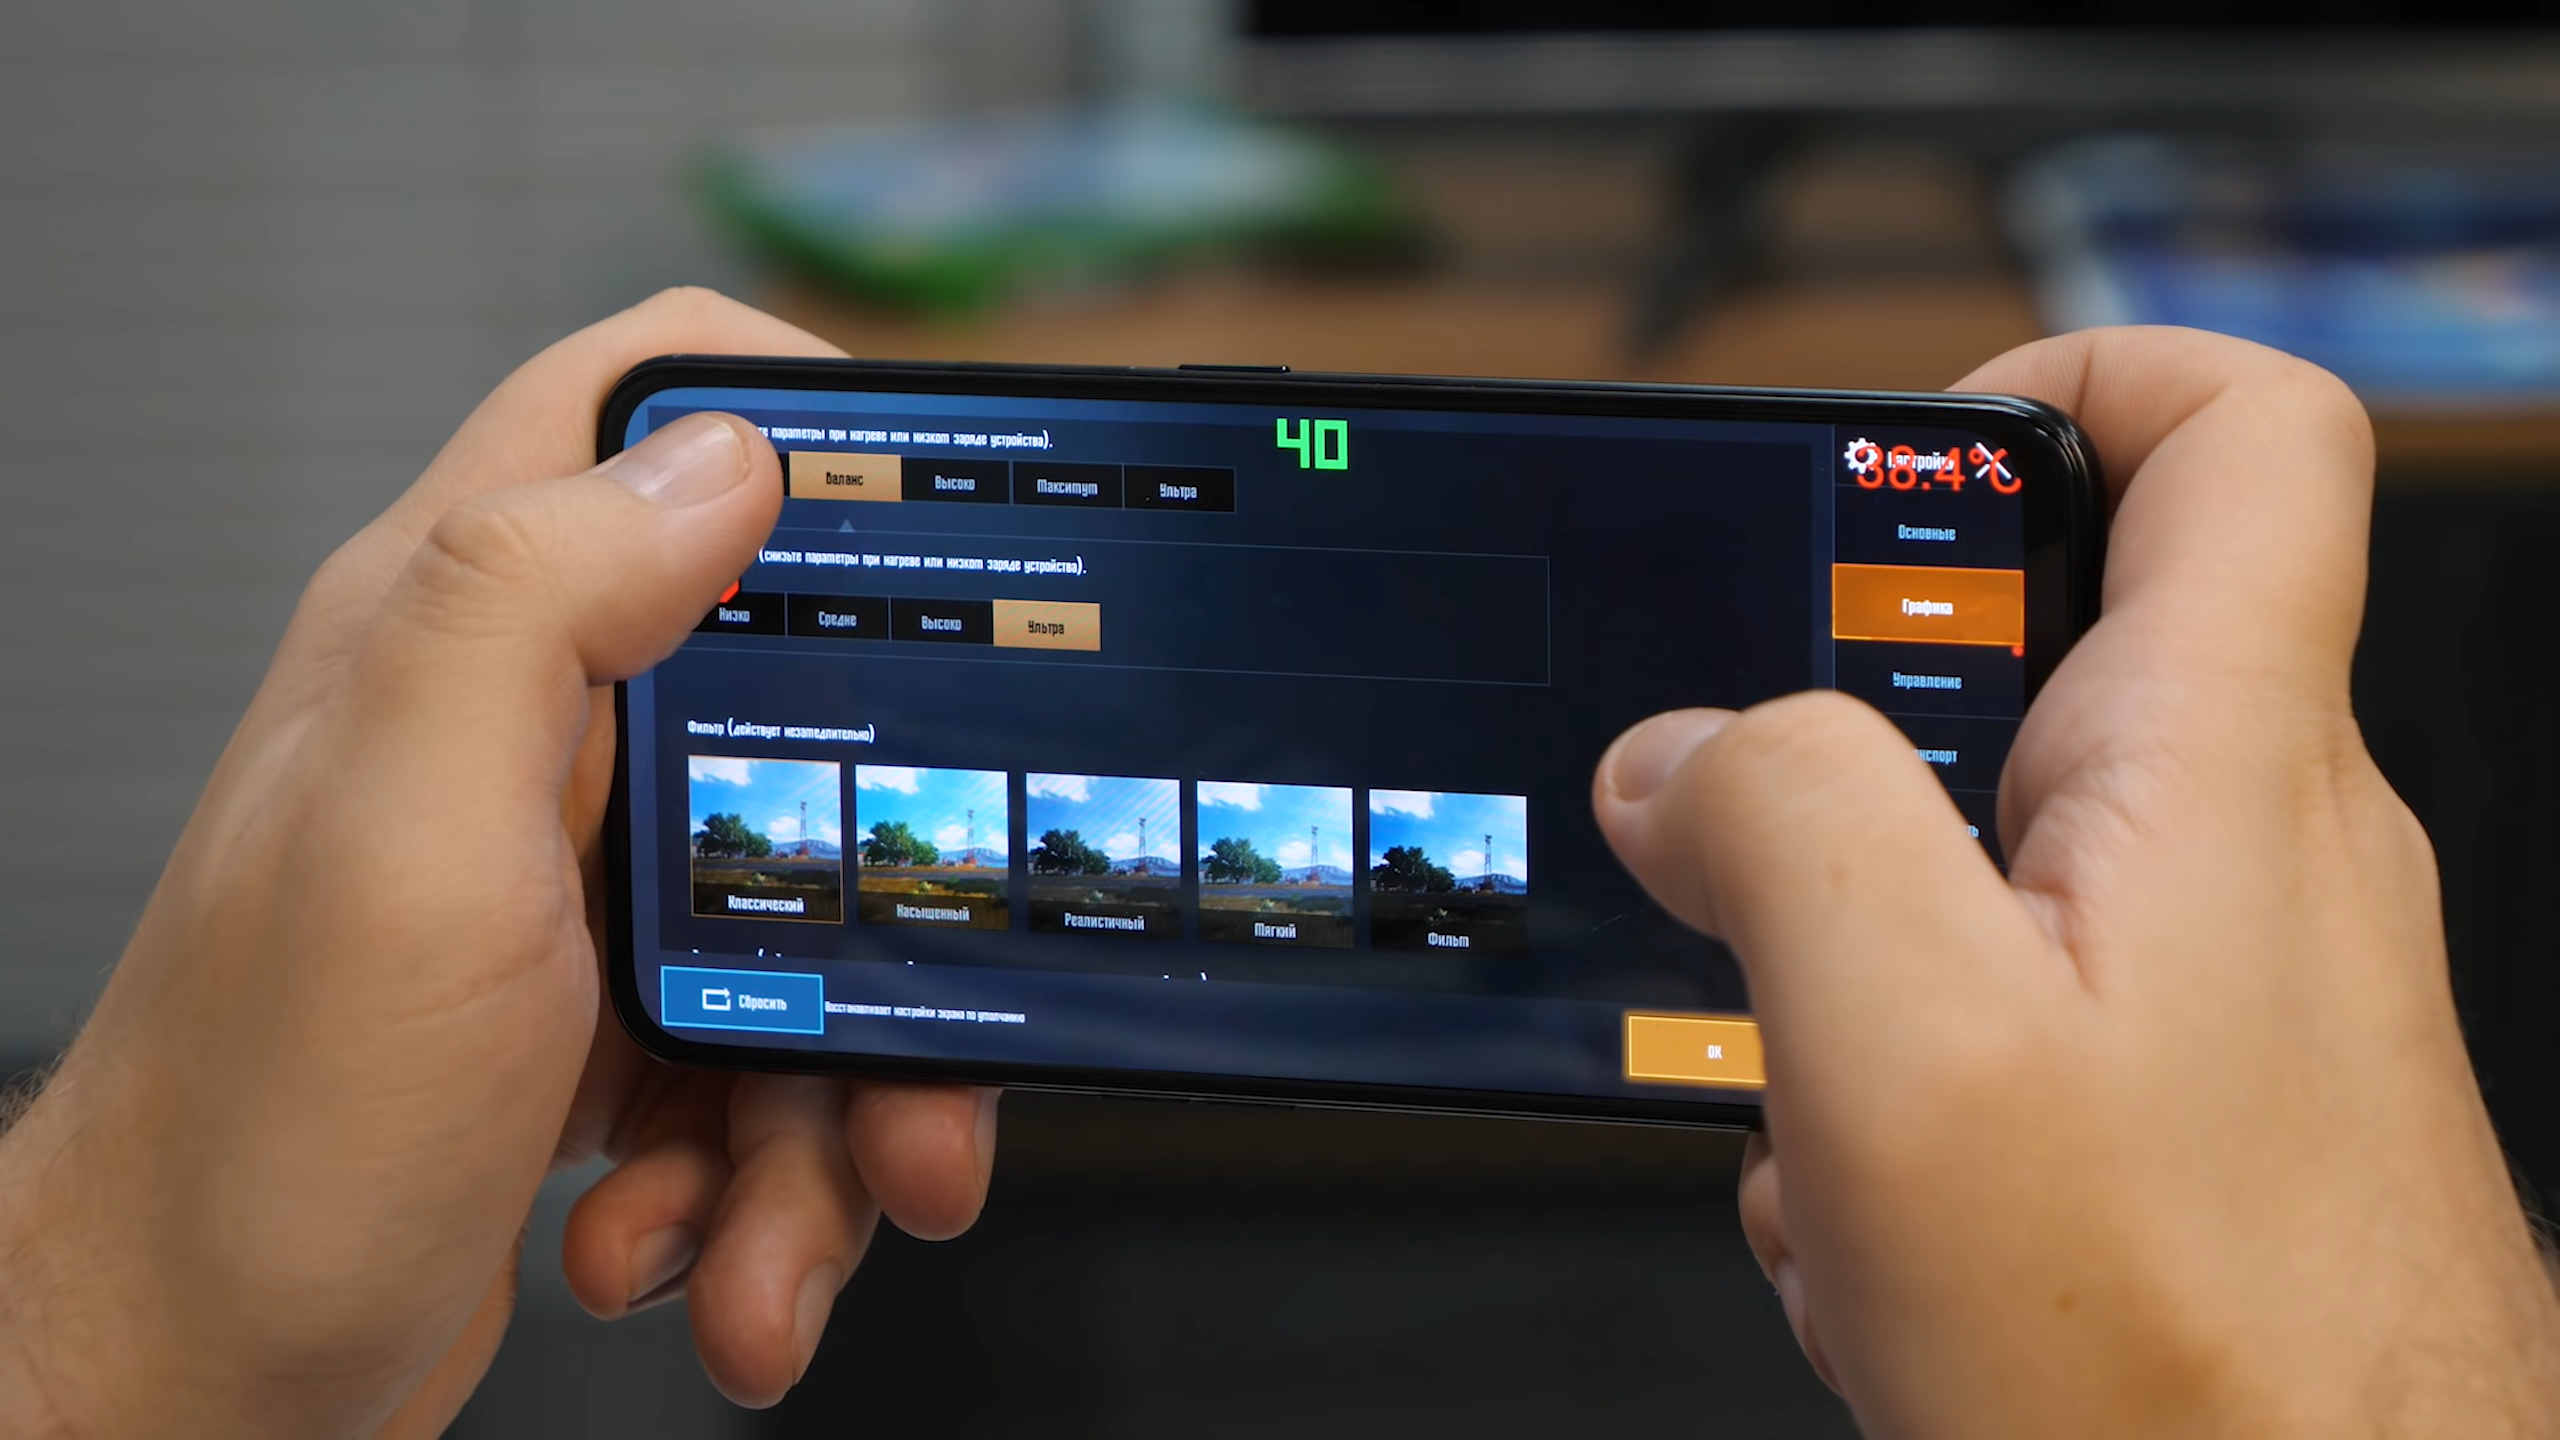 параметры при нагреве или низком заряде устройства).
40
Настройки
38.4°C
Баланс
Высоко
Максимум
Ультра
Основные
(снизьте параметры при нагреве или низком заряде устройства).
Низко
Средне
Высоко
Ультра
Графика
Управление
Фильтр (действует незамедлительно)
Классический
Насыщенный
Реалистичный
Мягкий
Фильм
Сбросить
Восстанавливает настройки экрана по умолчанию
ОК